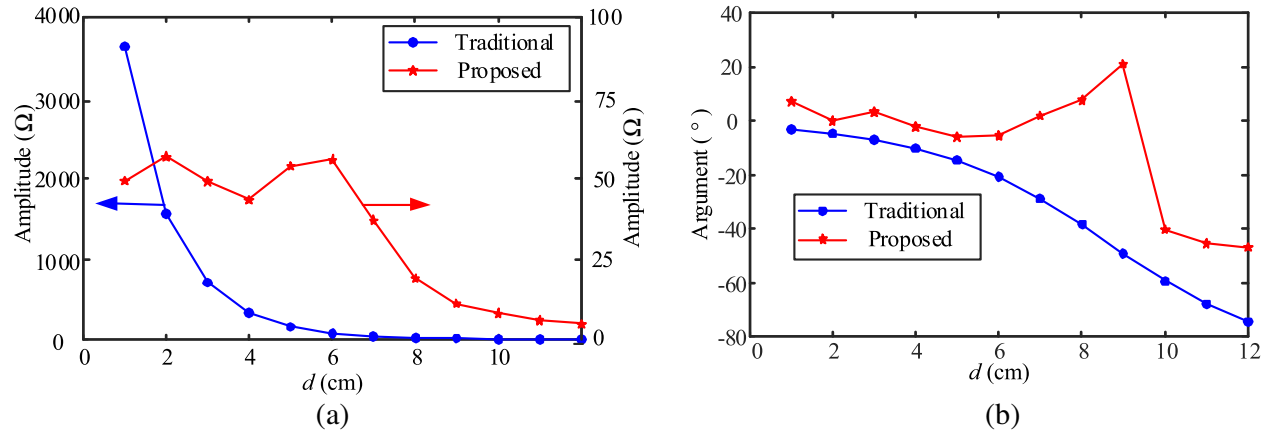 4000
3000
2000
1000
0
Amplitude (Ω)
100
75
50
25
0
Amplitude (Ω)
Traditional
Proposed
0 2 4 6 8 10 12
d (cm)
(a)
20
0
-20
-40
-60
-80
Argument ( ° )
Traditional
Proposed
0 2 4 6 8 10 12
d (cm)
(b)